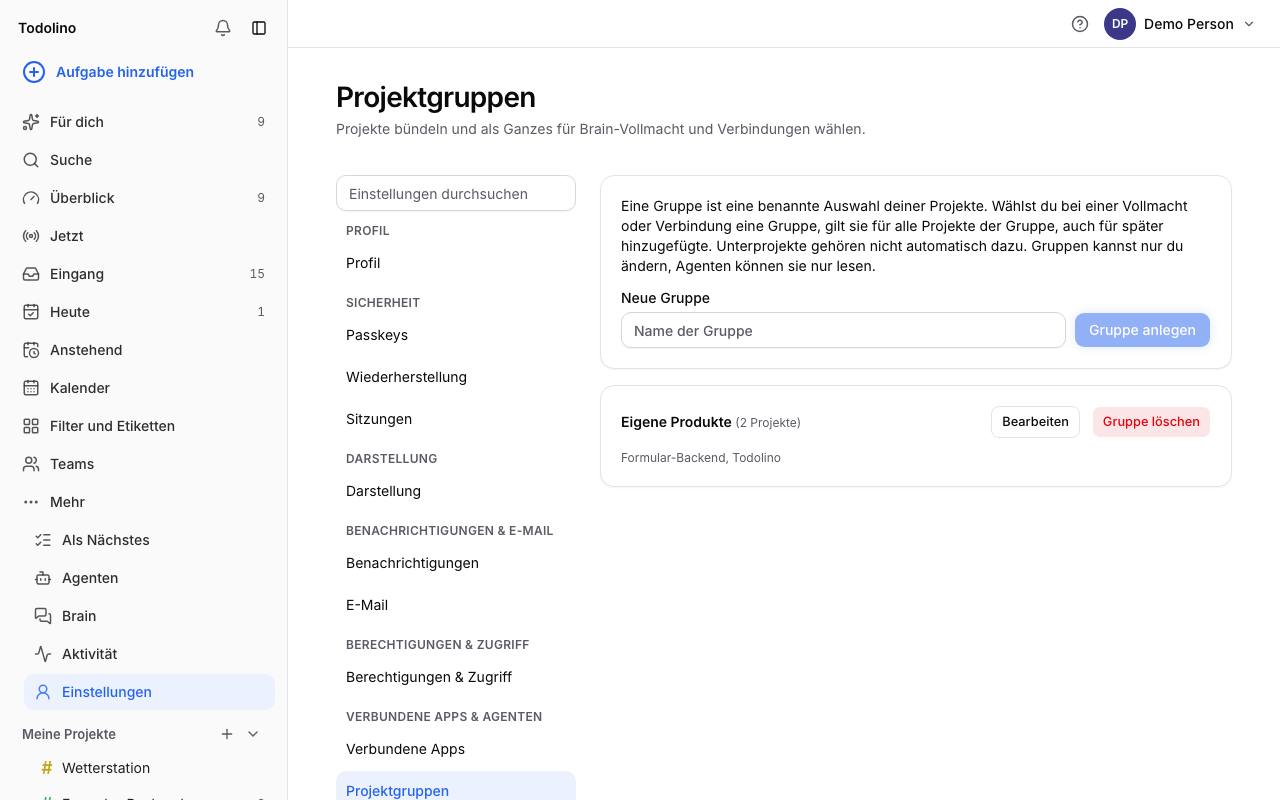 Todolino
Aufgabe hinzufügen
Für dich 9
Suche
Überblick 9
Jetzt
Eingang 15
Heute 1
Anstehend
Kalender
Filter und Etiketten
Teams
Mehr
Als Nächstes
Agenten
Brain
Aktivität
Einstellungen
Meine Projekte
# Wetterstation
DP Demo Person
Projektgruppen
Projekte bündeln und als Ganzes für Brain-Vollmacht und Verbindungen wählen.
Einstellungen durchsuchen
PROFIL
Profil
SICHERHEIT
Passkeys
Wiederherstellung
Sitzungen
DARSTELLUNG
Darstellung
BENACHRICHTIGUNGEN & E-MAIL
Benachrichtigungen
E-Mail
BERECHTIGUNGEN & ZUGRIFF
Berechtigungen & Zugriff
VERBUNDENE APPS & AGENTEN
Verbundene Apps
Projektgruppen
Eine Gruppe ist eine benannte Auswahl deiner Projekte. Wählst du bei einer Vollmacht
oder Verbindung eine Gruppe, gilt sie für alle Projekte der Gruppe, auch für später
hinzugefügte. Unterprojekte gehören nicht automatisch dazu. Gruppen kannst nur du
ändern, Agenten können sie nur lesen.
Neue Gruppe
Name der Gruppe Gruppe anlegen
Eigene Produkte (2 Projekte) Bearbeiten Gruppe löschen
Formular-Backend, Todolino